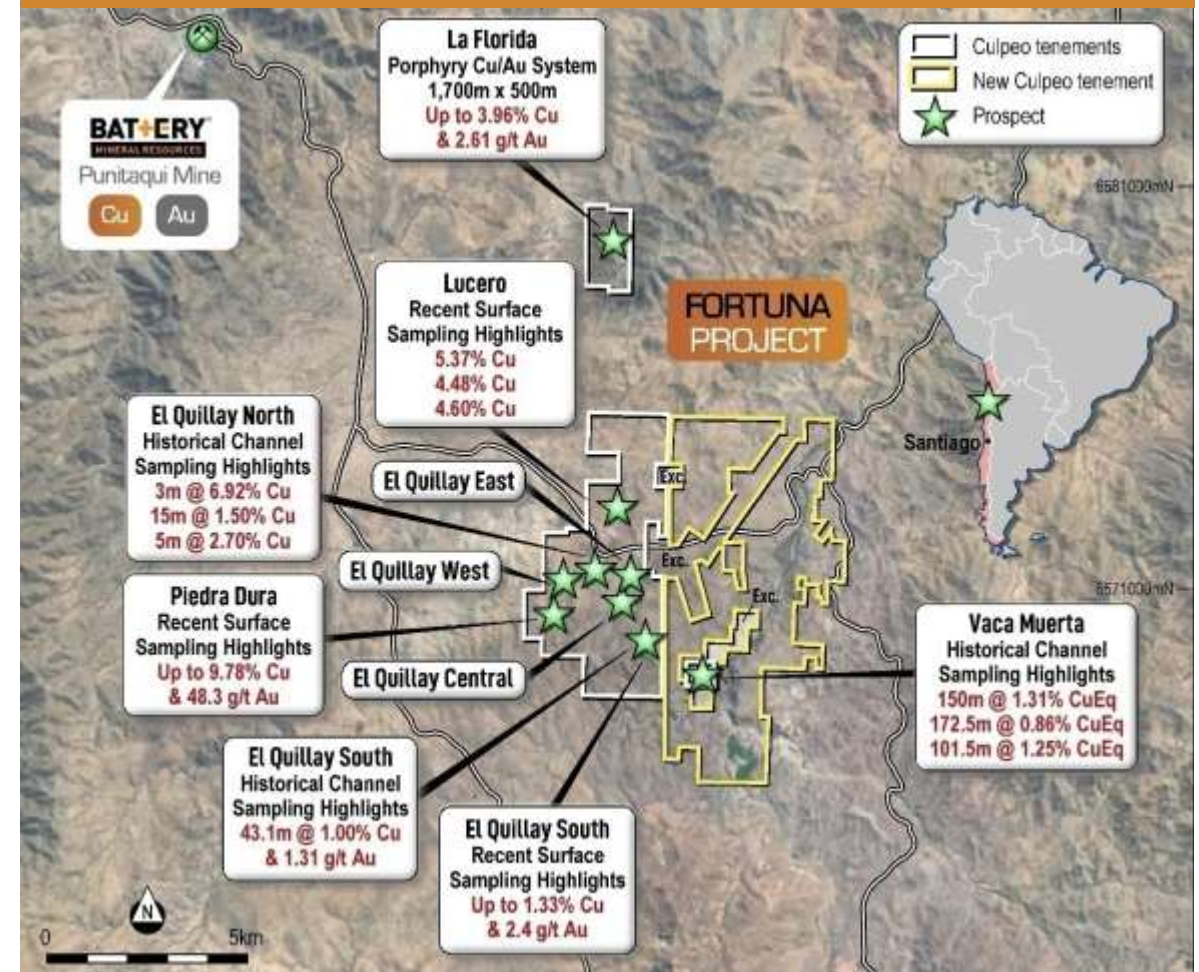 La Florida
Porphyry Cu/Au System
1,700m x 500m
Up to 3.96% Cu
& 2.61 g/t Au
Culpeo tenements
New Culpeo tenement
Prospect
BATTERY
MINERAL RESOURCES
Punitaqui Mine
Cu
Au
6581000mN
Lucero
Recent Surface
Sampling Highlights
5.37% Cu
4.48% Cu
4.60% Cu
FORTUNA
PROJECT
Santiago
El Quillay North
Historical Channel
Sampling Highlights
3m @ 6.92% Cu
15m @ 1.50% Cu
5m @ 2.70% Cu
El Quillay East
Exc.
El Quillay West
Exc.
Exc.
6571000mN
Piedra Dura
Recent Surface
Sampling Highlights
Up to 9.78% Cu
& 48.3 g/t Au
El Quillay Central
Vaca Muerta
Historical Channel
Sampling Highlights
150m @ 1.31% CuEq
172.5m @ 0.86% CuEq
101.5m @ 1.25% CuEq
El Quillay South
Historical Channel
Sampling Highlights
43.1m @ 1.00% Cu
& 1.31 g/t Au
El Quillay South
Recent Surface
Sampling Highlights
Up to 1.33% Cu
& 2.4 g/t Au
N
0 5km